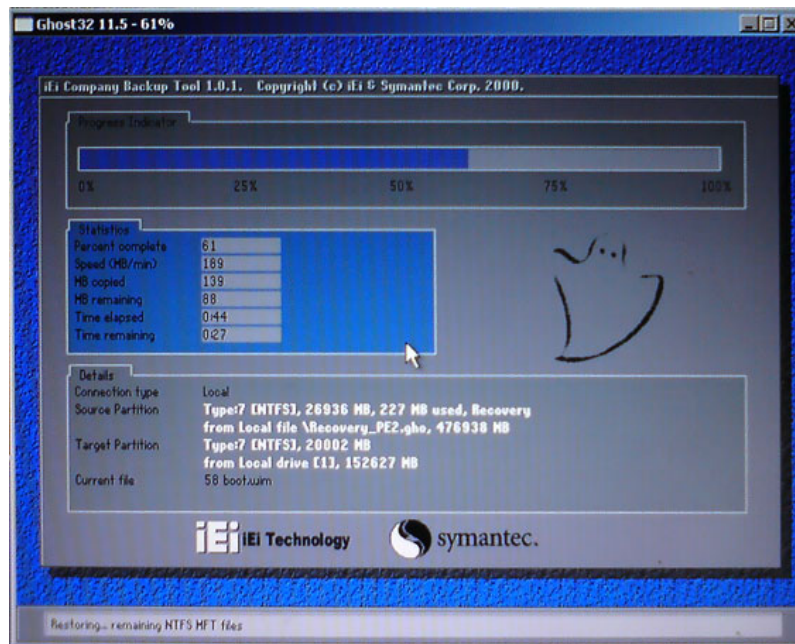 Ghost32 11.5 - 61%
iEi Company Backup Tool 1.0.1.   Copyright (c) iEi & Symantec Corp. 2000.
Progress Indicator
0% 25% 50% 75% 100%
Statistics
Percent complete 61
Speed (MB/min) 189
MB copied 139
MB remaining 88
Time elapsed 0:44
Time remaining 0:27
Details
Connection type Local
Source Partition Type:7 [NTFS], 26936 MB, 227 MB used, Recovery
from Local file \Recovery_PE2.gho, 476938 MB
Target Partition Type:7 [NTFS], 20002 MB
from Local drive [1], 152627 MB
Current file 58 boot.wim
iEi iEi Technology symantec.
Restoring... remaining NTFS MFT files